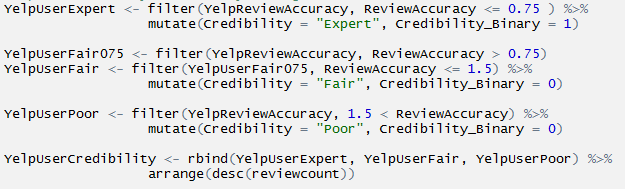 YelpUserExpert <- filter(YelpReviewAccuracy, ReviewAccuracy <= 0.75 ) %>%
mutate(Credibility = "Expert", Credibility_Binary = 1)
YelpUserFair075 <- filter(YelpReviewAccuracy, ReviewAccuracy > 0.75)
YelpUserFair <- filter(YelpUserFair075, ReviewAccuracy <= 1.5) %>%
mutate(Credibility = "Fair", Credibility_Binary = 0)
YelpUserPoor <- filter(YelpReviewAccuracy, 1.5 < ReviewAccuracy) %>%
mutate(Credibility = "Poor", Credibility_Binary = 0)
YelpUserCredibility <- rbind(YelpUserExpert, YelpUserFair, YelpUserPoor) %>%
arrange(desc(reviewcount))